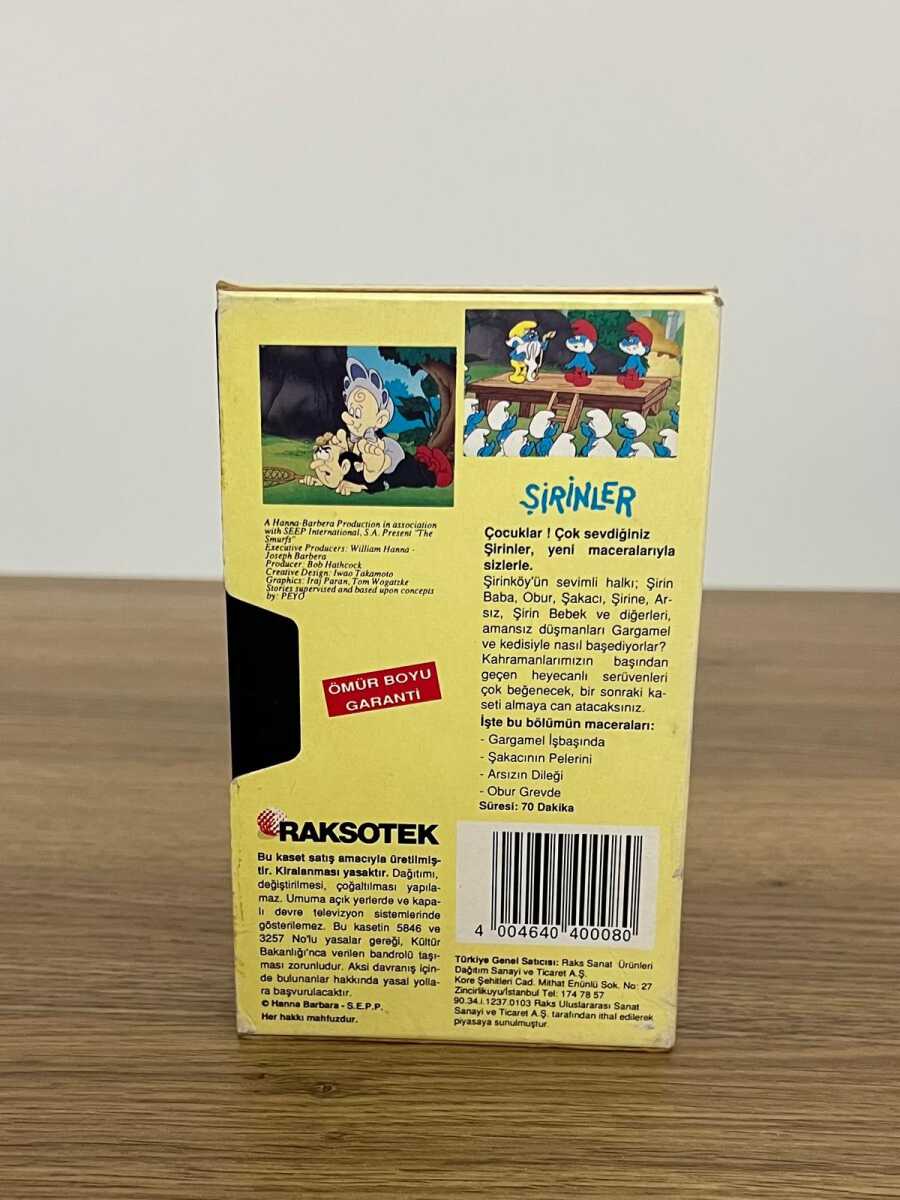 ŞİRİNLER
A Hanna-Barbera Production in association
with SEEP International, S.A. Present "The
Smurfs"
Executive Producers: William Hanna -
Joseph Barbera
Producer: Bob Hathcock
Creative Design: Iwao Takamoto
Graphics: Iraj Paran, Tom Wogatzke
Stories supervised and based upon concepts
by: PEYO
ÖMÜR BOYU
GARANTİ
Çocuklar ! Çok sevdiğiniz
Şirinler, yeni maceralarıyla
sizlerle.
Şirinköy'ün sevimli halkı; Şirin
Baba, Obur, Şakacı, Şirine, Ar-
sız, Şirin Bebek ve diğerleri,
amansız düşmanları Gargamel
ve kedisiyle nasıl başediyorlar?
Kahramanlarımızın başından
geçen heyecanlı serüvenleri
çok beğenecek, bir sonraki ka-
seti almaya can atacaksınız.
İşte bu bölümün maceraları:
- Gargamel İşbaşında
- Şakacının Pelerini
- Arsızın Dileği
- Obur Grevde
Süresi: 70 Dakika
RAKSOTEK
Bu kaset satış amacıyla üretilmiş-
tir. Kiralanması yasaktır. Dağıtımı,
değiştirilmesi, çoğaltılması yapıla-
maz. Umuma açık yerlerde ve kapa-
lı devre televizyon sistemlerinde
gösterilemez. Bu kasetin 5846 ve
3257 No'lu yasalar gereği, Kültür
Bakanlığı'nca verilen bandrolü taşı-
ması zorunludur. Aksi davranış için-
de bulunanlar hakkında yasal yolla-
ra başvurulacaktır.
© Hanna Barbara - S.E.P.P.
Her hakkı mahfuzdur.
4 004640 400080
Türkiye Genel Satıcısı: Raks Sanat Ürünleri
Dağıtım Sanayi ve Ticaret A.Ş.
Kore Şehitleri Cad. Mithat Enünlü Sok. No: 27
Zincirlikuyu/İstanbul Tel: 174 78 57
90.34.i.1237.0103 Raks Uluslararası Sanat
Sanayi ve Ticaret A.Ş. tarafından ithal edilerek
piyasaya sunulmuştur.